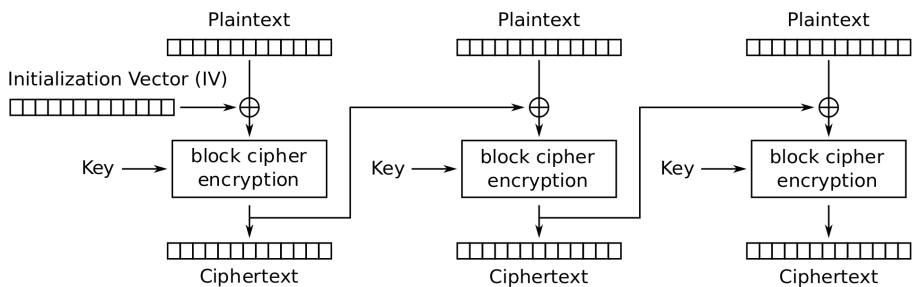 Plaintext
Plaintext
Plaintext
Initialization Vector (IV)
Key
block cipher
encryption
Key
block cipher
encryption
Key
block cipher
encryption
Ciphertext
Ciphertext
Ciphertext